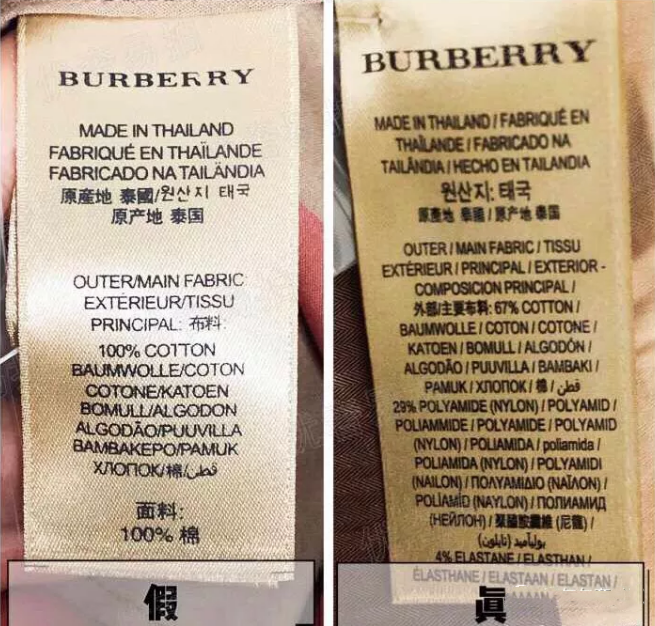 BURBERRY
MADE IN THAILAND
FABRIQUÉ EN THAÏLANDE
FABRICADO NA TAILÂNDIA
原產地 泰國/원산지 태국
原产地 泰国
OUTER/MAIN FABRIC
EXTÉRIEUR/TISSU
PRINCIPAL: 布料:
100% COTTON
BAUMWOLLE/COTON
COTONE/KATOEN
BOMULL/ALGODON
ALGODÃO/PUUVILLA
BAMBAKEPO/PAMUK
ХЛОПОК/棉/قطن
面料:
100% 棉
假
BURBERRY
MADE IN THAILAND / FABRIQUÉ EN
THAÏLANDE / FABRICADO NA
TAILÂNDIA / HECHO EN TAILANDIA
원산지: 태국
原產地 泰國 / 原产地 泰国
OUTER / MAIN FABRIC / TISSU
EXTÉRIEUR / PRINCIPAL / EXTERIOR -
COMPOSICION PRINCIPAL /
外部/主要布料: 67% COTTON /
BAUMWOLLE / COTON / COTONE /
KATOEN / BOMULL / ALGODÓN /
ALGODÃO / PUUVILLA / BAMBAKI /
PAMUK / ХЛОПОК / 棉 / قطن
29% POLYAMIDE (NYLON) / POLYAMID /
POLIAMMIDE / POLYAMIDE / POLYAMID
(NYLON) / POLIAMIDA / poliamida /
POLIAMIDA (NYLON) / POLYAMIDI
(NAILON) / ΠΟΛΥΑΜΙΔΙΟ (ΝΑΪΛΟΝ) /
POLİAMİD (NAYLON) / ПОЛИАМИД
(НЕЙЛОН) / 聚醯胺纖維 (尼龍) /
بولياميد (نايلون)
4% ELASTANE / ELASTHAN /
ÉLASTHANE / ELASTAAN / ELASTAN /
真